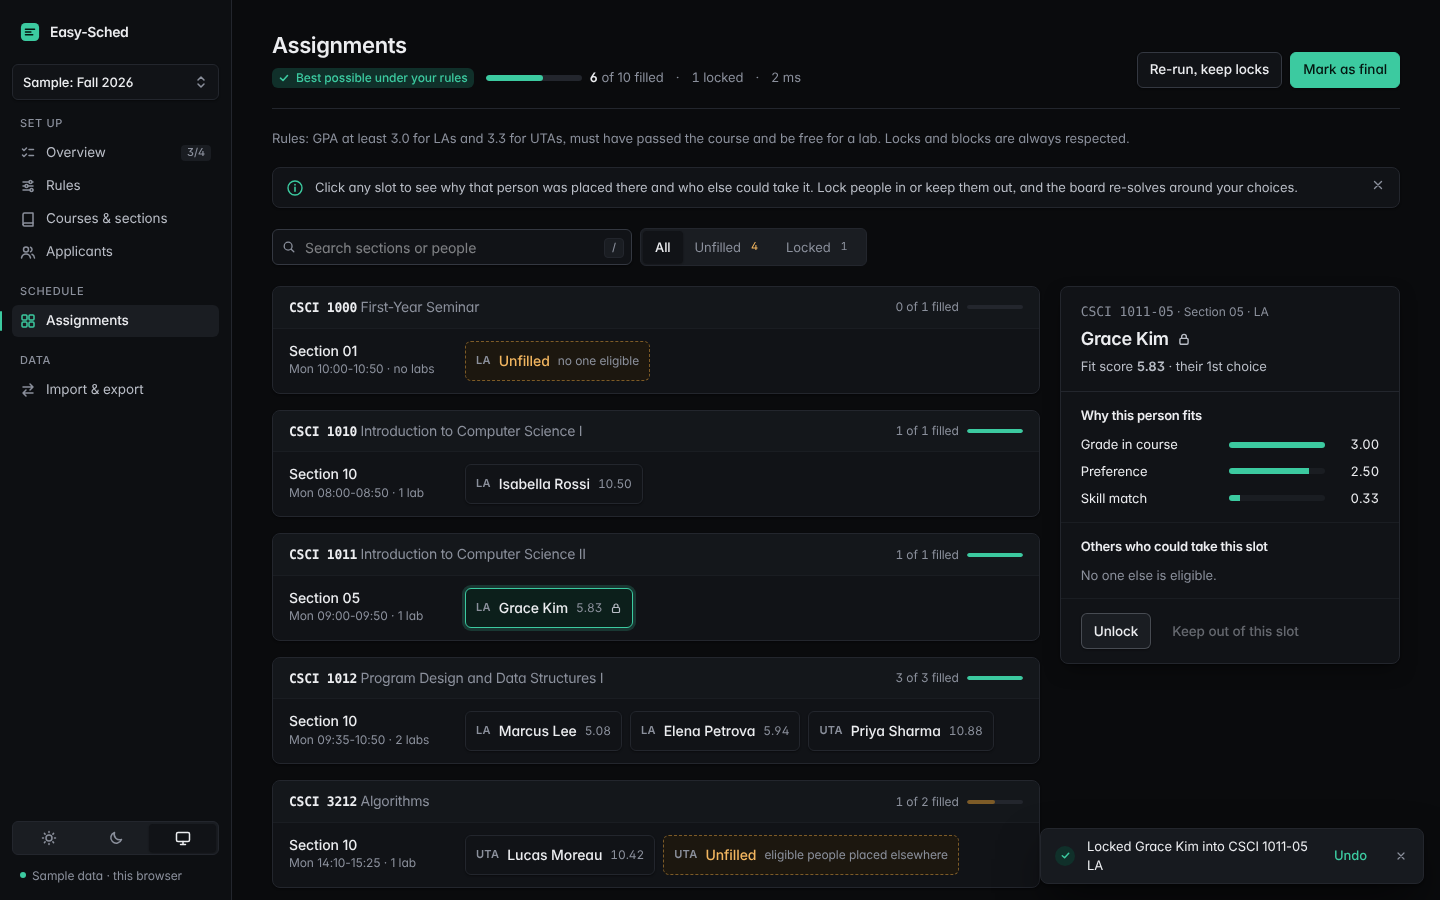 Easy-Sched
Sample: Fall 2026
SET UP
Overview 3/4
Rules
Courses & sections
Applicants
SCHEDULE
Assignments
DATA
Import & export
Sample data · this browser
Assignments
Best possible under your rules 6 of 10 filled · 1 locked · 2 ms
Re-run, keep locks Mark as final
Rules: GPA at least 3.0 for LAs and 3.3 for UTAs, must have passed the course and be free for a lab. Locks and blocks are always respected.
Click any slot to see why that person was placed there and who else could take it. Lock people in or keep them out, and the board re-solves around your choices.
Search sections or people /
All Unfilled 4 Locked 1
CSCI 1000 First-Year Seminar 0 of 1 filled
Section 01
Mon 10:00-10:50 · no labs
LA Unfilled no one eligible
CSCI 1010 Introduction to Computer Science I 1 of 1 filled
Section 10
Mon 08:00-08:50 · 1 lab
LA Isabella Rossi 10.50
CSCI 1011 Introduction to Computer Science II 1 of 1 filled
Section 05
Mon 09:00-09:50 · 1 lab
LA Grace Kim 5.83
CSCI 1012 Program Design and Data Structures I 3 of 3 filled
Section 10
Mon 09:35-10:50 · 2 labs
LA Marcus Lee 5.08 LA Elena Petrova 5.94 UTA Priya Sharma 10.88
CSCI 3212 Algorithms 1 of 2 filled
Section 10
Mon 14:10-15:25 · 1 lab
UTA Lucas Moreau 10.42 UTA Unfilled eligible people placed elsewhere
CSCI 1011-05 · Section 05 · LA
Grace Kim
Fit score 5.83 · their 1st choice
Why this person fits
Grade in course 3.00
Preference 2.50
Skill match 0.33
Others who could take this slot
No one else is eligible.
Unlock Keep out of this slot
Locked Grace Kim into CSCI 1011-05
LA
Undo